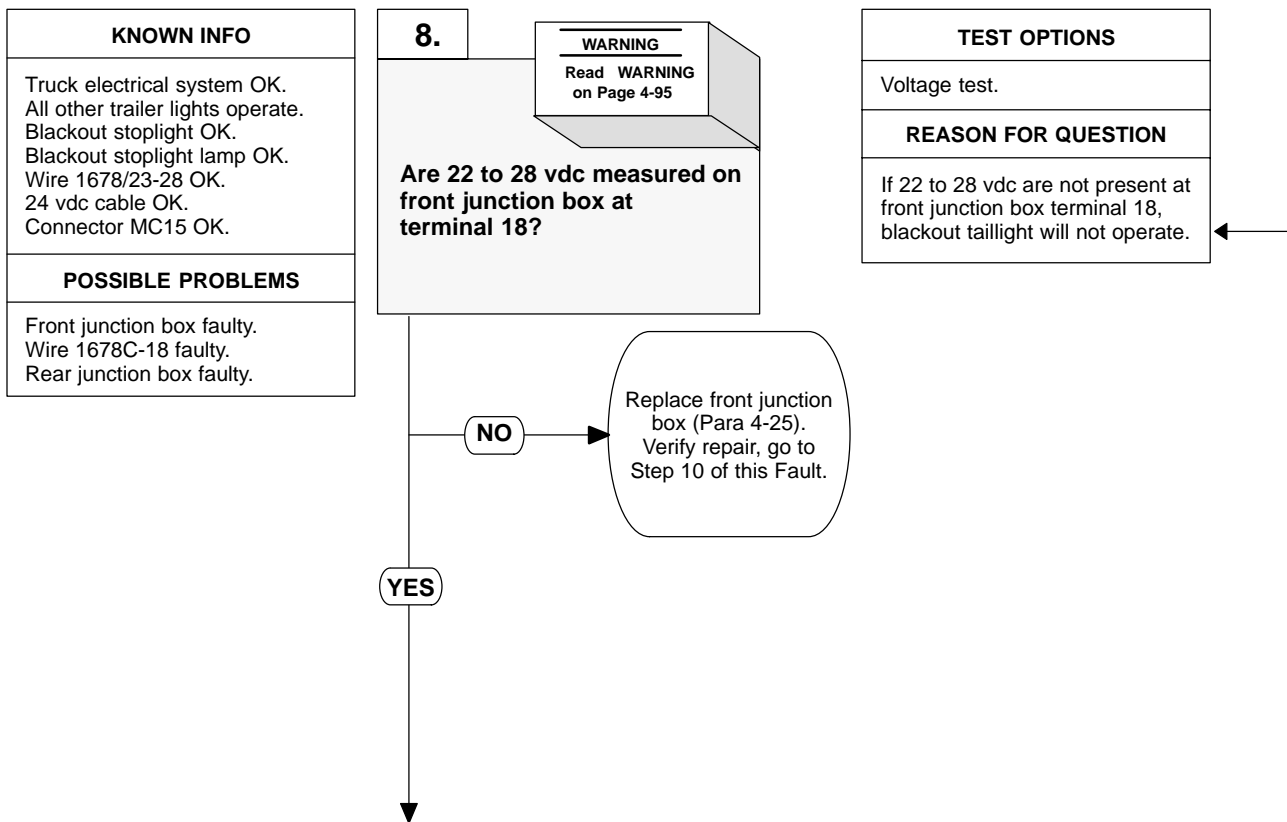 KNOWN INFO
Truck electrical system OK.
All other trailer lights operate.
Blackout stoplight OK.
Blackout stoplight lamp OK.
Wire 1678/23-28 OK.
24 vdc cable OK.
Connector MC15 OK.
POSSIBLE PROBLEMS
Front junction box faulty.
Wire 1678C-18 faulty.
Rear junction box faulty.
8.
WARNING
Read WARNING
on Page 4-95
Are 22 to 28 vdc measured on
front junction box at
terminal 18?
TEST OPTIONS
Voltage test.
REASON FOR QUESTION
If 22 to 28 vdc are not present at
front junction box terminal 18,
blackout taillight will not operate.
NO
Replace front junction
box (Para 4-25).
Verify repair, go to
Step 10 of this Fault.
YES